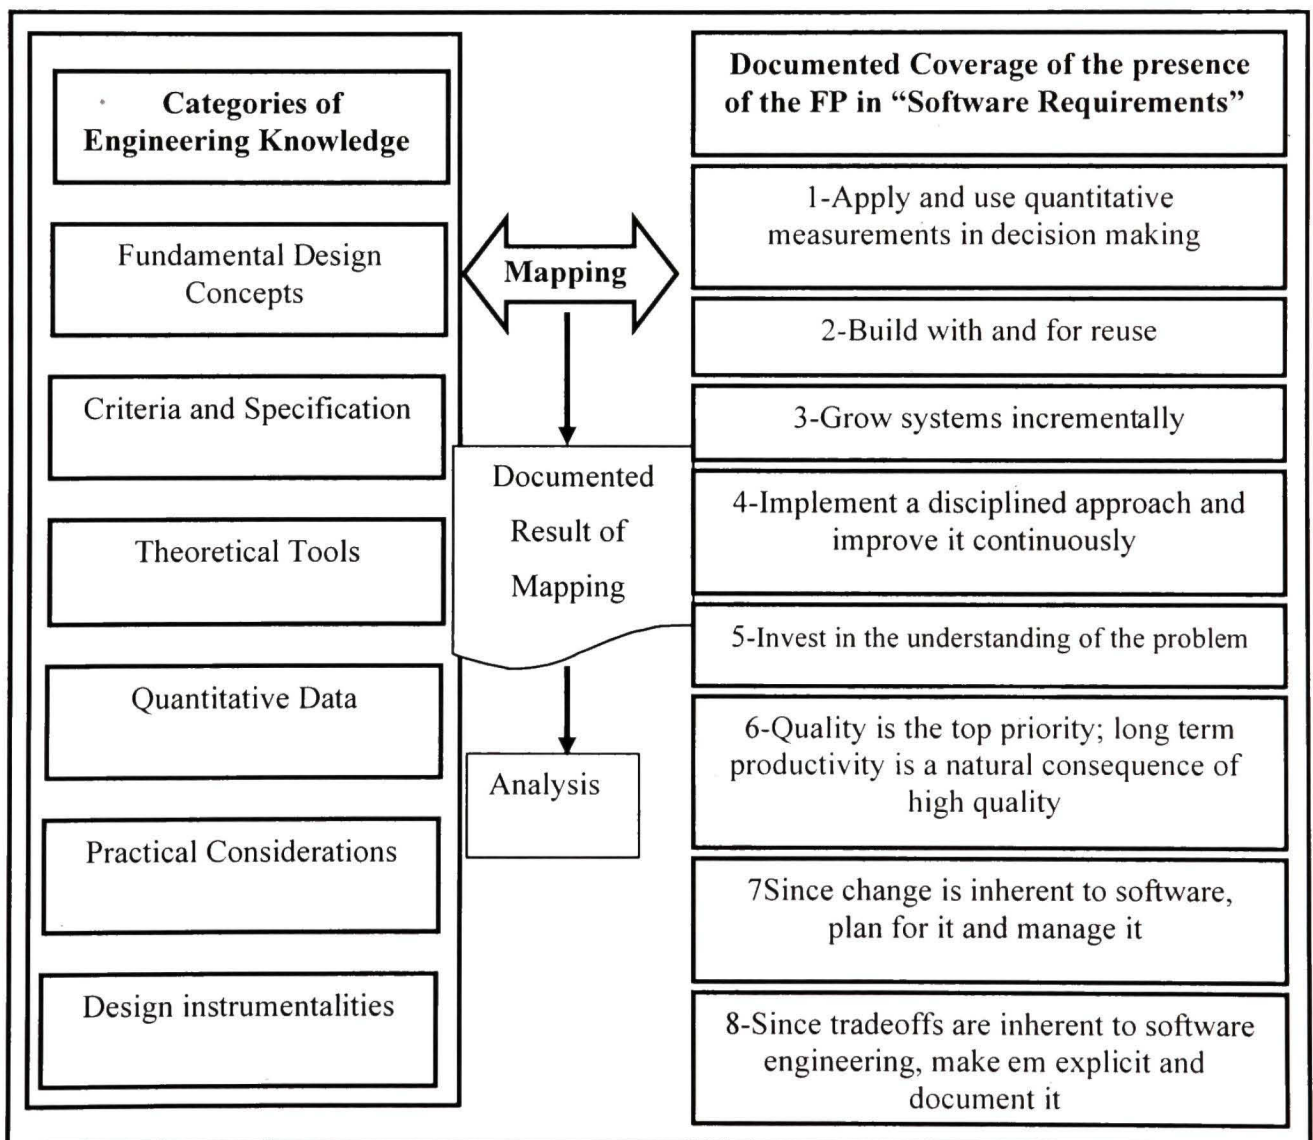 Categories of
Engineering Knowledge
Fundamental Design
Concepts
Criteria and Specification
Theoretical Tools
Quantitative Data
Practical Considerations
Design instrumentalities
Mapping
Documented
Result of
Mapping
Analysis
Documented Coverage of the presence
of the FP in “Software Requirements”
1-Apply and use quantitative
measurements in decision making
2-Build with and for reuse
3-Grow systems incrementally
4-Implement a disciplined approach and
improve it continuously
5-Invest in the understanding of the problem
6-Quality is the top priority; long term
productivity is a natural consequence of
high quality
7Since change is inherent to software,
plan for it and manage it
8-Since tradeoffs are inherent to software
engineering, make em explicit and
document it